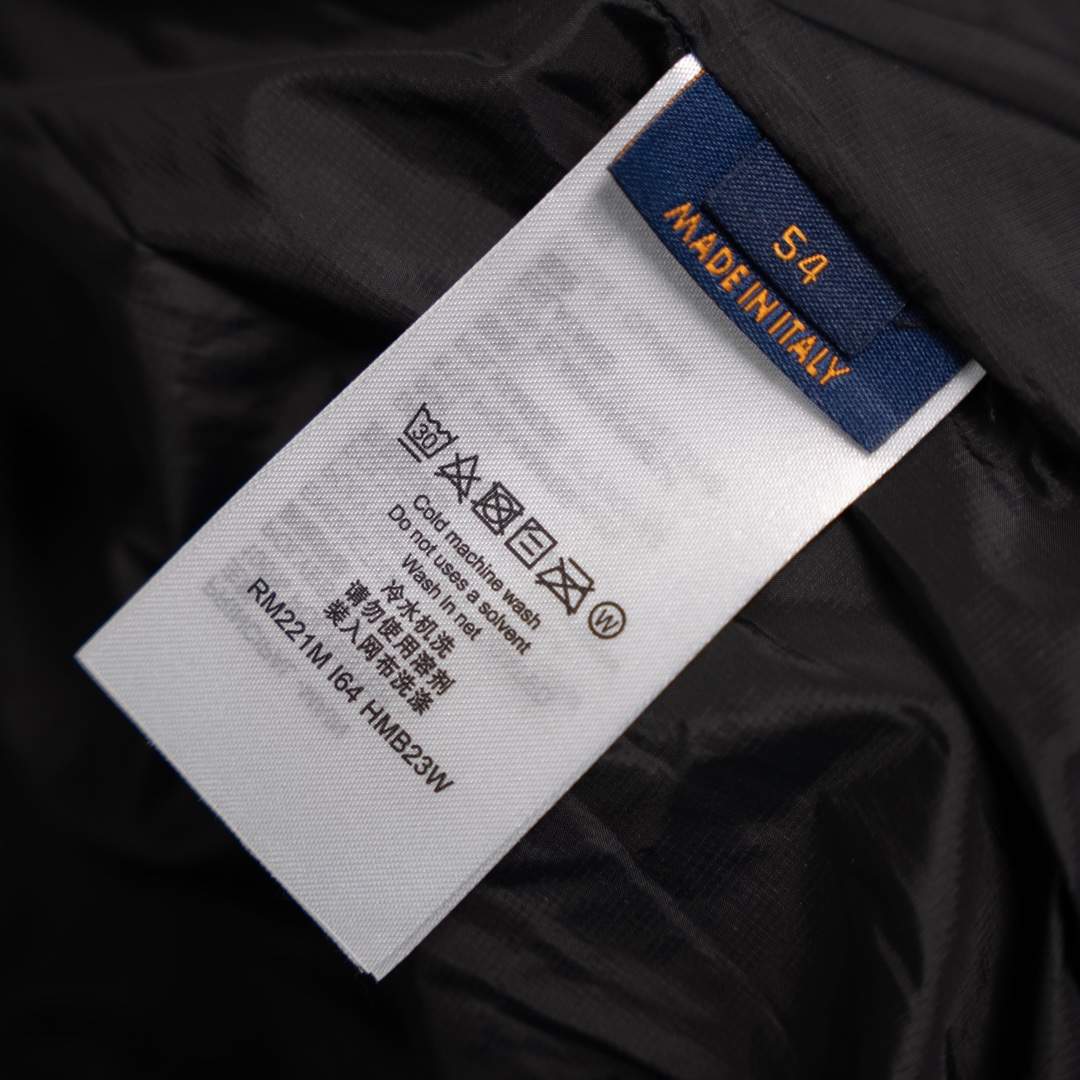 54
MADE IN ITALY
30
W
Cold machine wash
Do not uses a solvent
Wash in net
冷水机洗
请勿使用溶剂
装入网布洗涤
RM221M I64 HMB23W